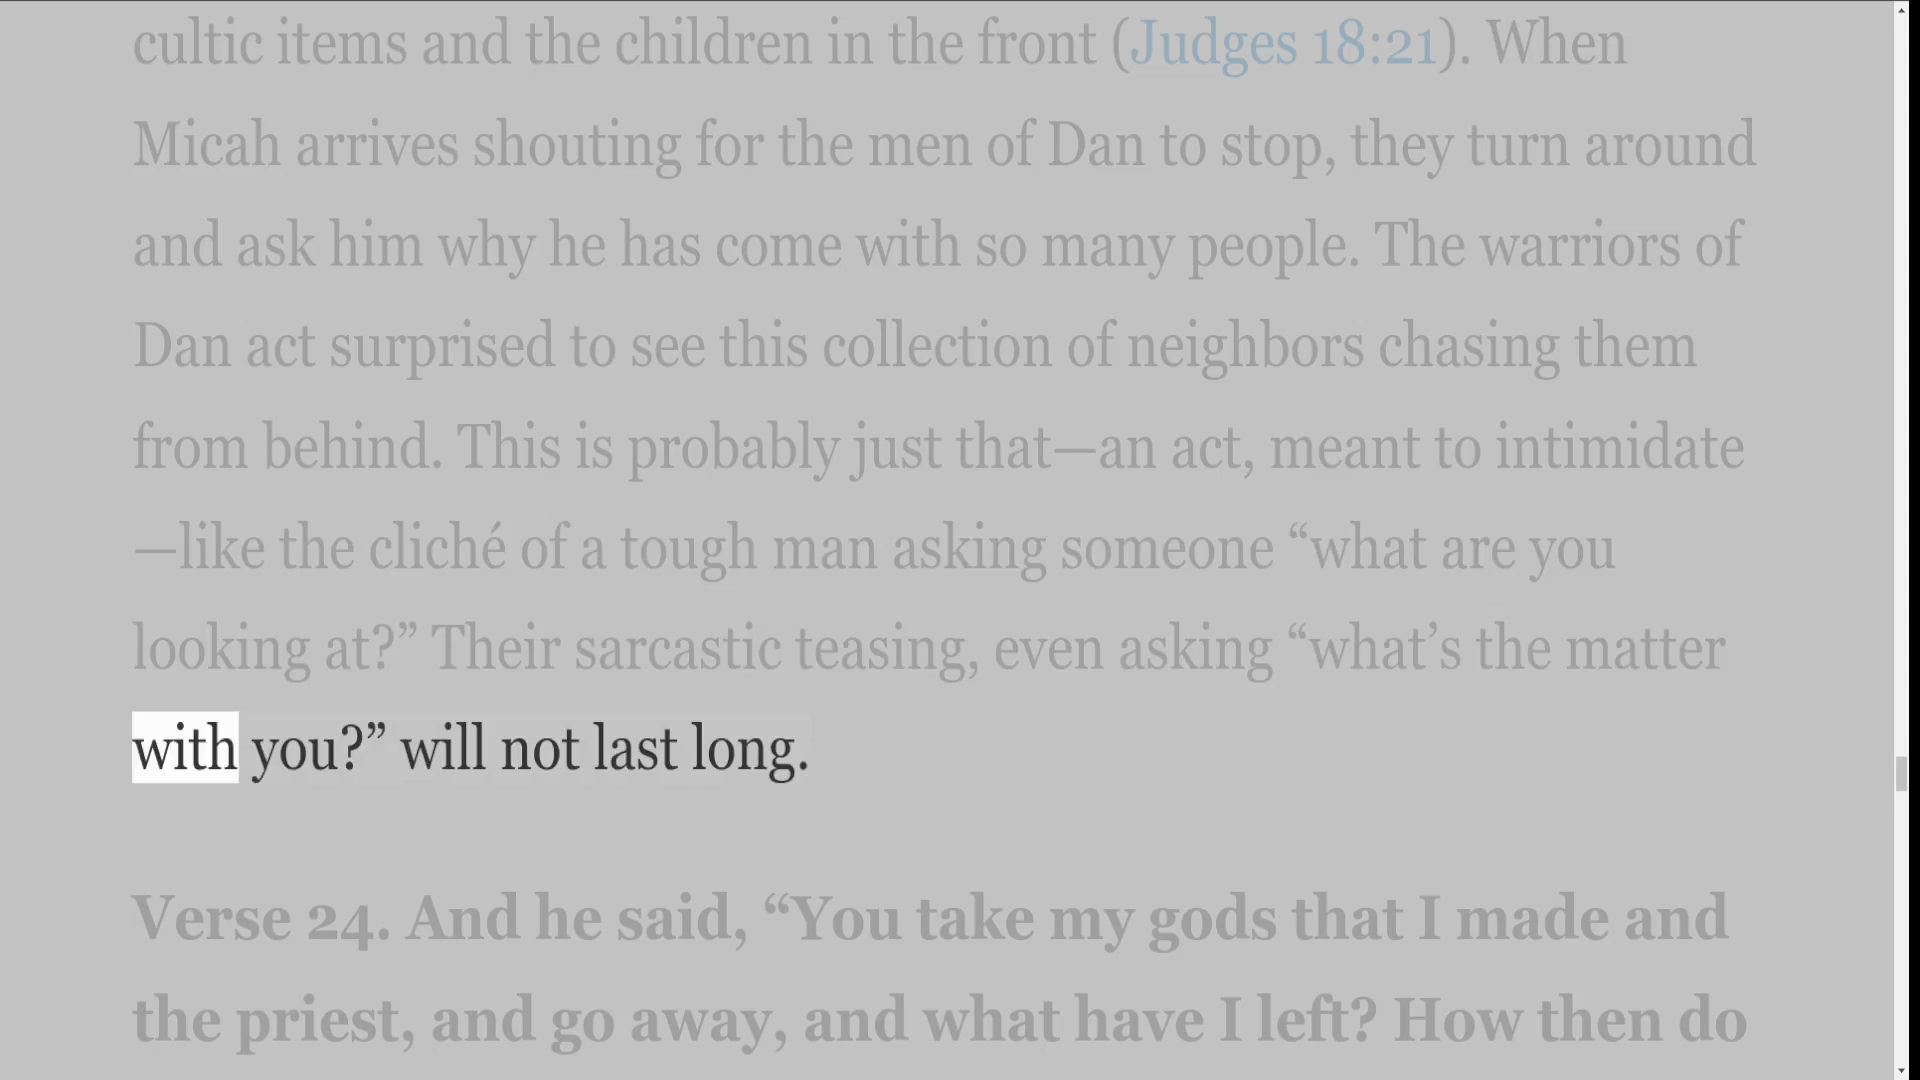 cultic items and the children in the front (Judges 18:21). When
Micah arrives shouting for the men of Dan to stop, they turn around
and ask him why he has come with so many people. The warriors of
Dan act surprised to see this collection of neighbors chasing them
from behind. This is probably just that—an act, meant to intimidate
—like the cliché of a tough man asking someone “what are you
looking at?” Their sarcastic teasing, even asking “what’s the matter
with you?” will not last long.
Verse 24. And he said, “You take my gods that I made and
the priest, and go away, and what have I left? How then do